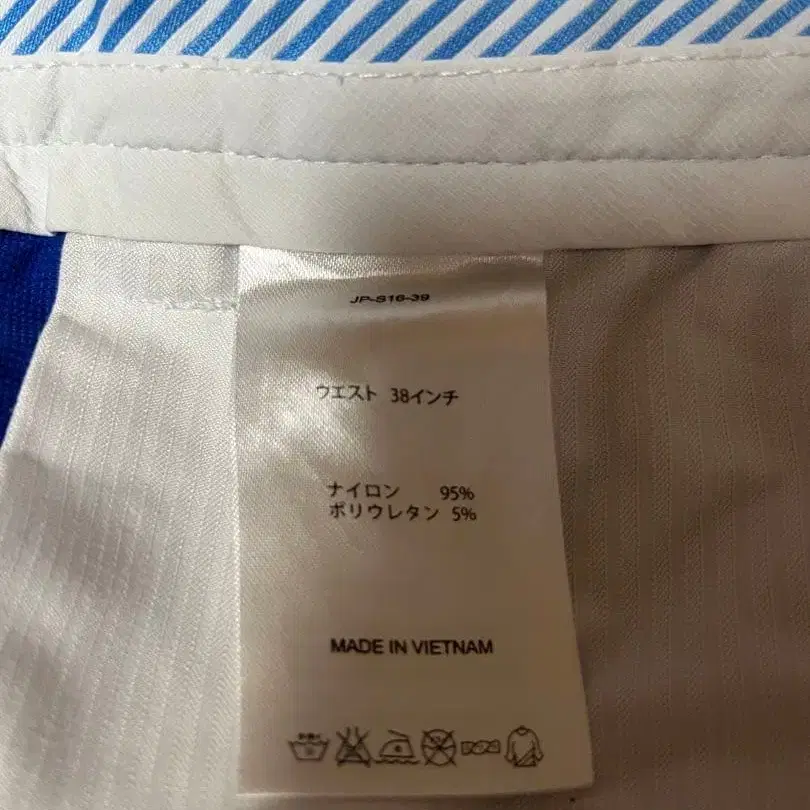 JP-S16-39
ウエスト 38インチ
ナイロン 95%
ポリウレタン 5%
MADE IN VIETNAM